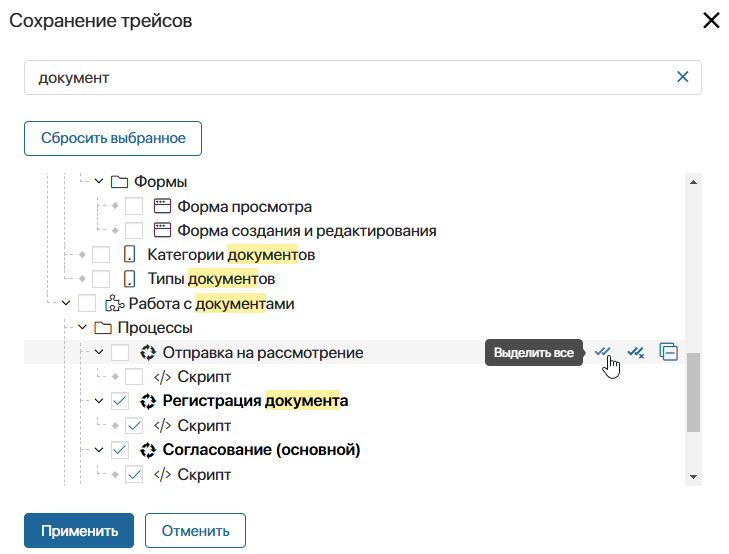 Сохранение трейсов
документ
Сбросить выбранное
Формы
Форма просмотра
Форма создания и редактирования
Категории документов
Типы документов
Работа с документами
Процессы
Отправка на рассмотрение Выделить все
Скрипт
Регистрация документа
Скрипт
Согласование (основной)
Скрипт
Применить Отменить